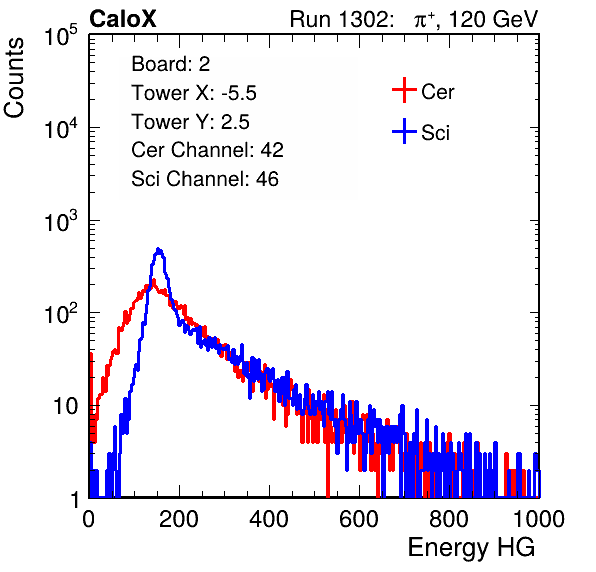 CaloX Run 1302: π⁺, 120 GeV
Board: 2
Tower X: -5.5
Tower Y: 2.5
Cer Channel: 42
Sci Channel: 46
Cer
Sci
Counts
10⁵
10⁴
10³
10²
10
1
0 200 400 600 800 1000
Energy HG